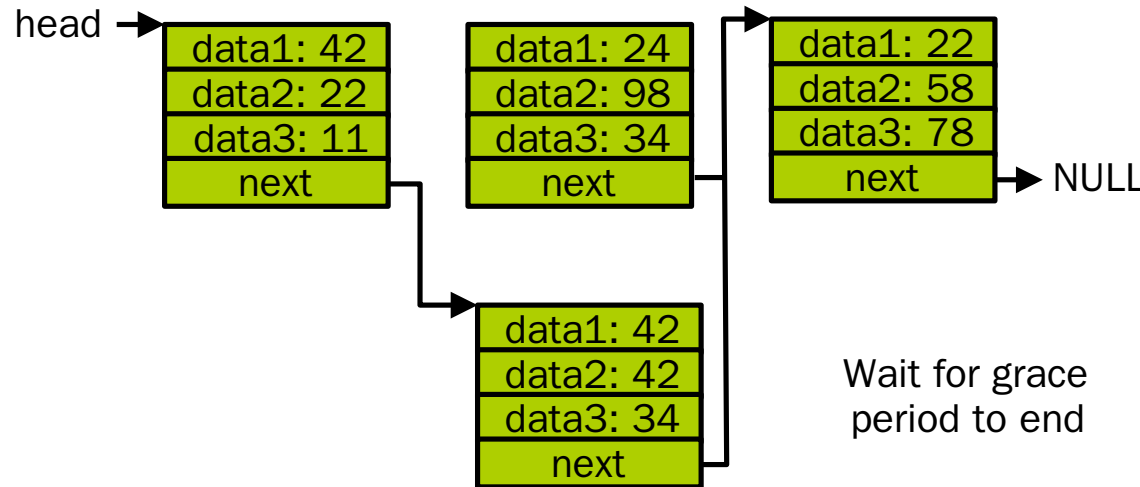 head
data1: 42
data2: 22
data3: 11
next
data1: 24
data2: 98
data3: 34
next
data1: 22
data2: 58
data3: 78
next
NULL
data1: 42
data2: 42
data3: 34
next
Wait for grace
period to end